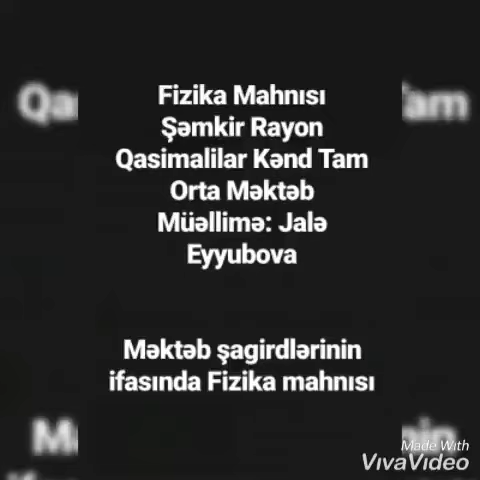 Fizika Mahnısı
Şəmkir Rayon
Qasimalilar Kənd Tam
Orta Məktəb
Müəllimə: Jalə
Eyyubova
Məktəb şagirdlərinin
ifasında Fizika mahnısı
Made With
VivaVideo